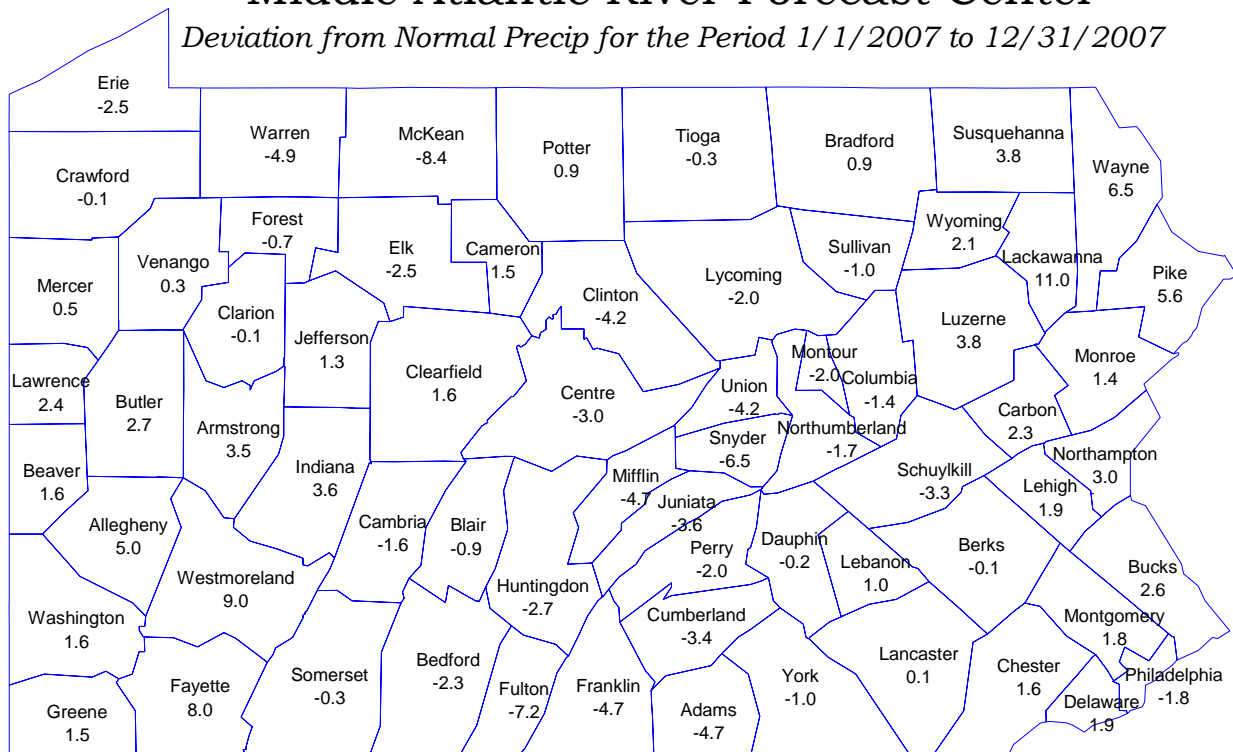 Middle Atlantic River Forecast Center
Deviation from Normal Precip for the Period 1/1/2007 to 12/31/2007
Erie
-2.5
Warren
-4.9
McKean
-8.4
Potter
0.9
Tioga
-0.3
Bradford
0.9
Susquehanna
3.8
Wayne
6.5
Crawford
-0.1
Forest
-0.7
Elk
-2.5
Cameron
1.5
Sullivan
-1.0
Wyoming
2.1
Lackawanna
11.0
Pike
5.6
Mercer
0.5
Venango
0.3
Clarion
-0.1
Clinton
-4.2
Lycoming
-2.0
Luzerne
3.8
Jefferson
1.3
Clearfield
1.6
Centre
-3.0
Union
-4.2
Montour
-2.0
Columbia
-1.4
Monroe
1.4
Lawrence
2.4
Butler
2.7
Armstrong
3.5
Indiana
3.6
Snyder
-6.5
Northumberland
-1.7
Carbon
2.3
Northampton
3.0
Beaver
1.6
Mifflin
-4.7
Schuylkill
-3.3
Lehigh
1.9
Allegheny
5.0
Cambria
-1.6
Blair
-0.9
Juniata
-3.6
Perry
-2.0
Dauphin
-0.2
Lebanon
1.0
Berks
-0.1
Bucks
2.6
Westmoreland
9.0
Huntingdon
-2.7
Washington
1.6
Cumberland
-3.4
Montgomery
1.8
Somerset
-0.3
Bedford
-2.3
Lancaster
0.1
Chester
1.6
Philadelphia
-1.8
Greene
1.5
Fayette
8.0
Fulton
-7.2
Franklin
-4.7
Adams
-4.7
York
-1.0
Delaware
1.9